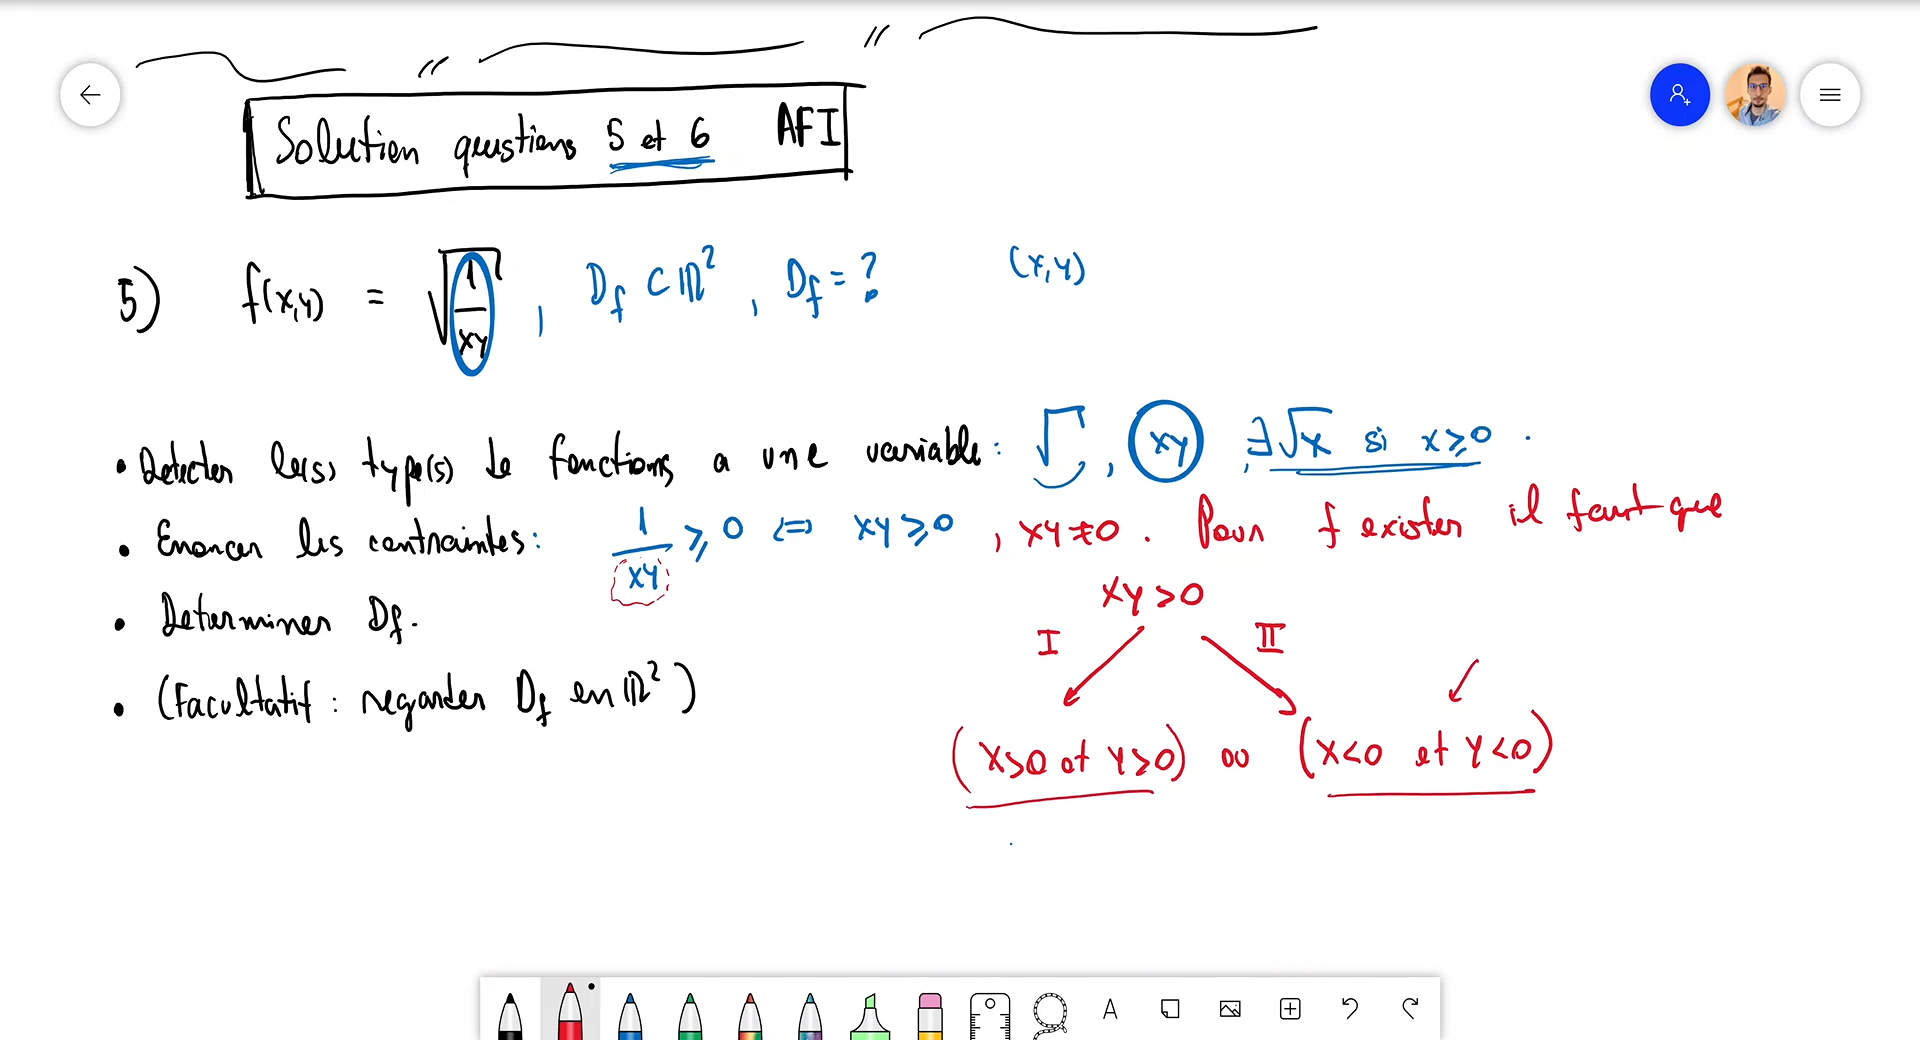 Solution questions 5 et 6 AFI
5) f(x,y) = √(1/xy) , Df ⊂ ℝ² , Df = ? (x,y)
• Détecter le(s) type(s) de fonctions a une variable: √ , xy , ∃√x si x≥0 .
• Enoncer les contraintes: 1/xy ≥ 0 <=> xy≥0 , xy≠0 . Pour f exister il faut que
xy>0
• Determiner Df.
I II
• (Facultatif : regarder Df en ℝ²)
(x>0 et y>0) ou (x<0 et y<0)
A